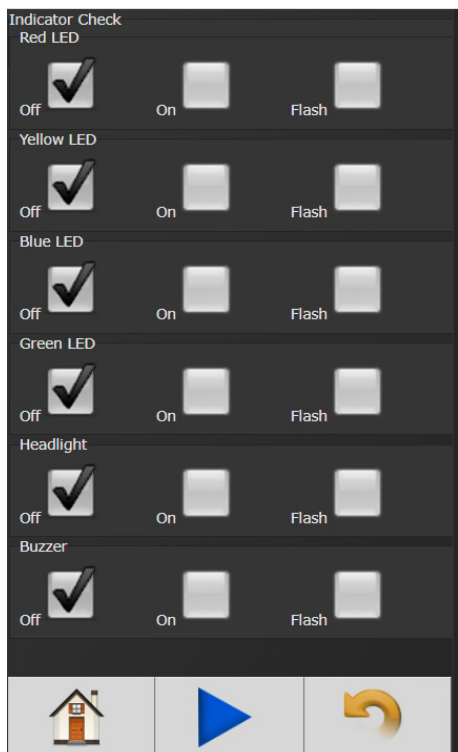 Indicator Check
Red LED
Off On Flash
Yellow LED
Off On Flash
Blue LED
Off On Flash
Green LED
Off On Flash
Headlight
Off On Flash
Buzzer
Off On Flash